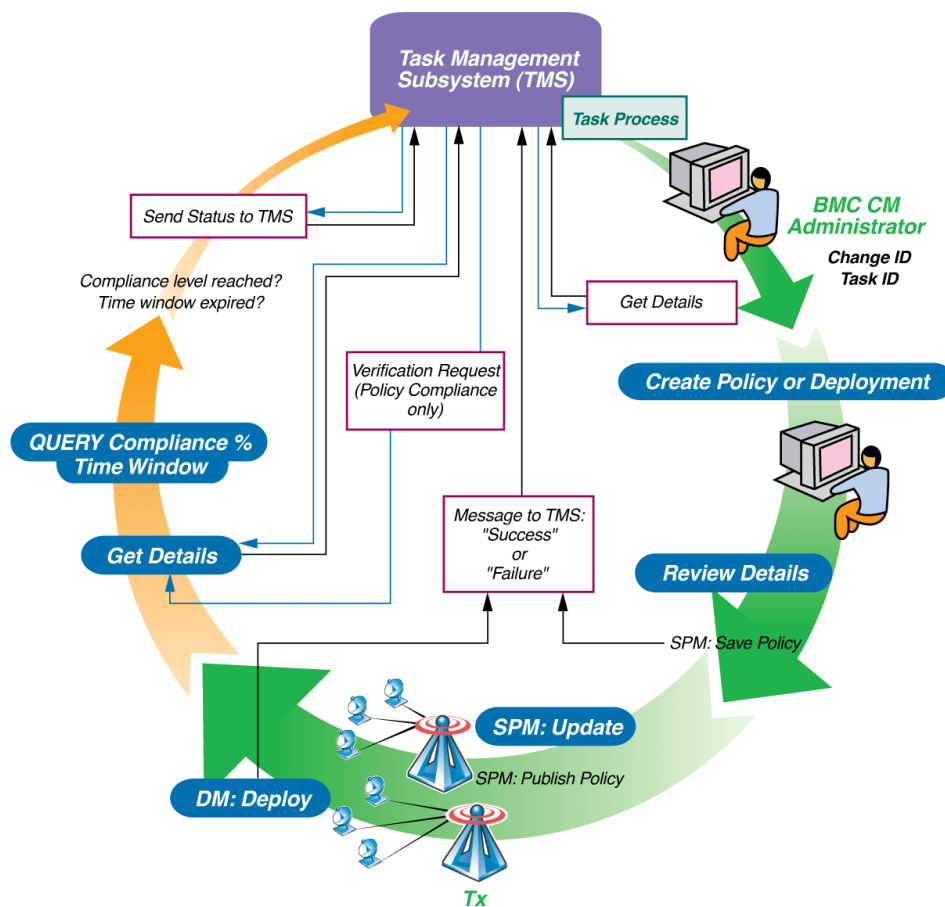 Task Management
Subsystem (TMS)
Task Process
BMC CM
Administrator
Change ID
Task ID
Send Status to TMS
Compliance level reached?
Time window expired?
Get Details
Verification Request
(Policy Compliance
only)
Create Policy or Deployment
QUERY Compliance %
Time Window
Message to TMS:
"Success"
or
"Failure"
Get Details
Review Details
SPM: Save Policy
SPM: Update
SPM: Publish Policy
DM: Deploy
Tx